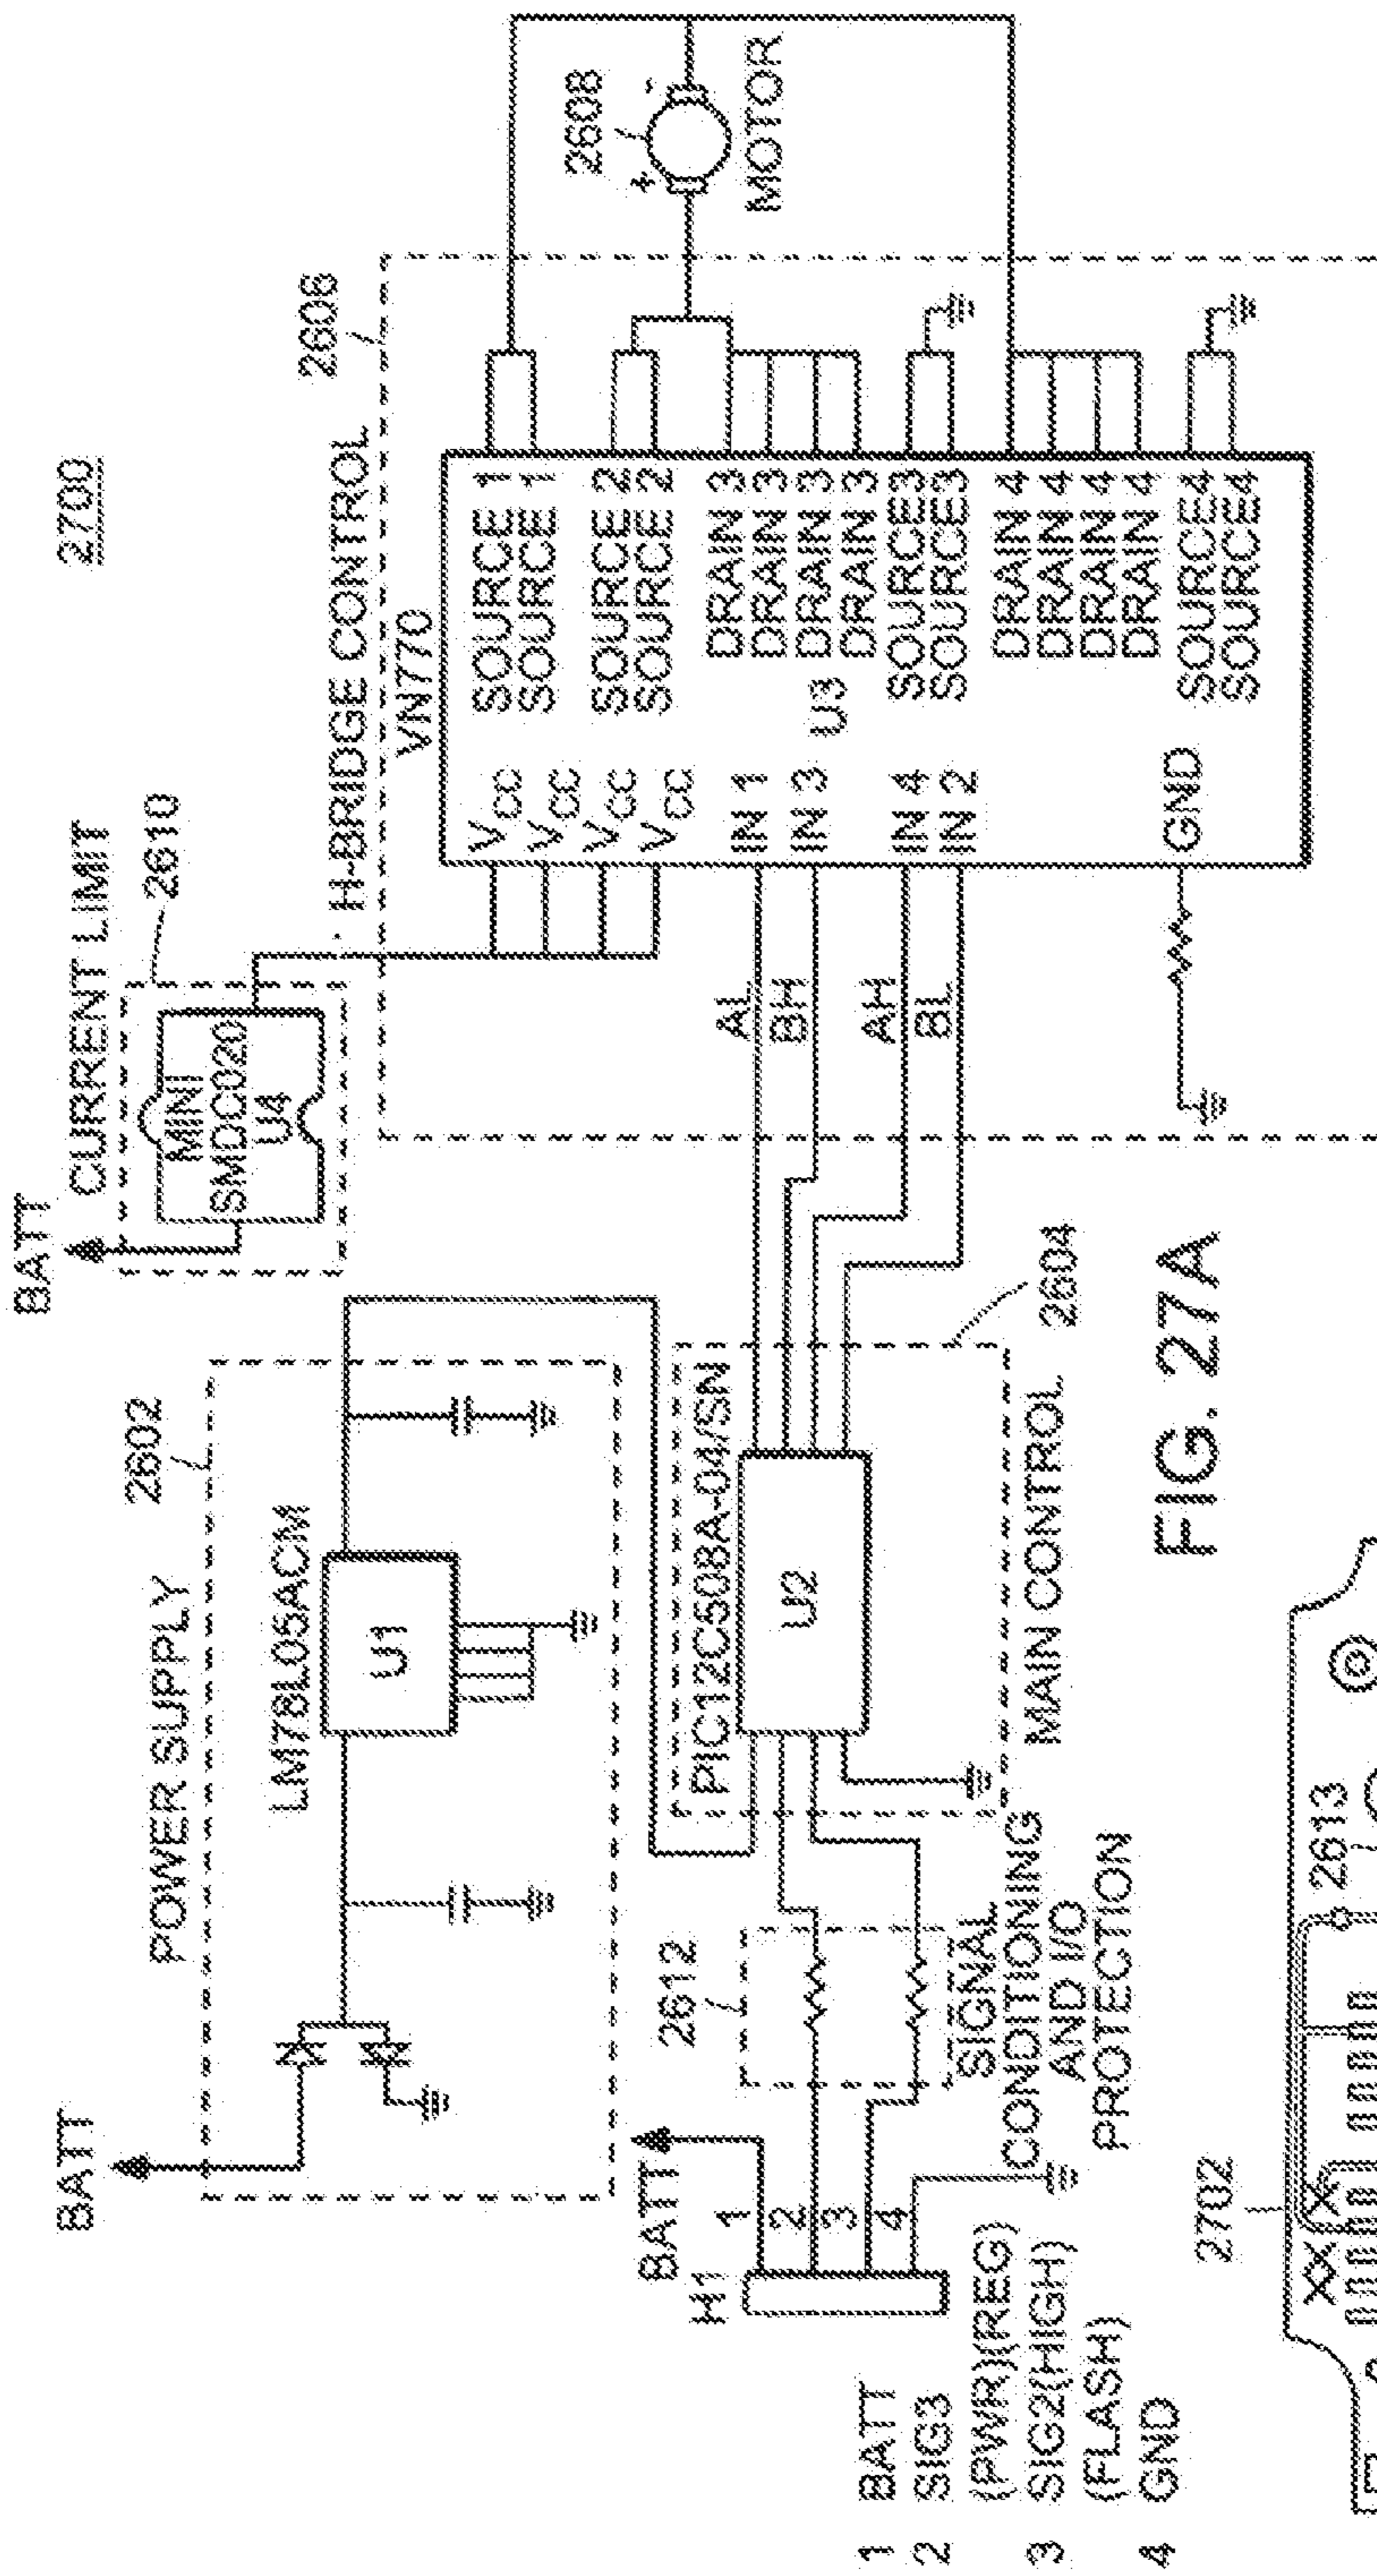 2700
BATT
CURRENT LIMIT
2610
MINI
SMDC020
U4
H-BRIDGE CONTROL
2606
VN770
VCC
VCC
VCC
VCC
IN 1
IN 3
IN 4
IN 2
GND
U3
SOURCE 1
SOURCE 1
SOURCE 2
SOURCE 2
DRAIN 3
DRAIN 3
DRAIN 3
DRAIN 3
SOURCE3
SOURCE3
DRAIN 4
DRAIN 4
DRAIN 4
DRAIN 4
SOURCE4
SOURCE4
+
-
2608
MOTOR
BATT
POWER SUPPLY
2602
LM78L05ACM
U1
PIC12C508A-04/SN
U2
MAIN CONTROL
2604
AL
BH
AH
BL
2612
SIGNAL
CONDITIONING
AND I/O
PROTECTION
BATT
H1
1
2
3
4
1 BATT
2 SIG3
(PWR)(REG)
3 SIG2(HIGH)
(FLASH)
4 GND
FIG. 27A
2702
2613